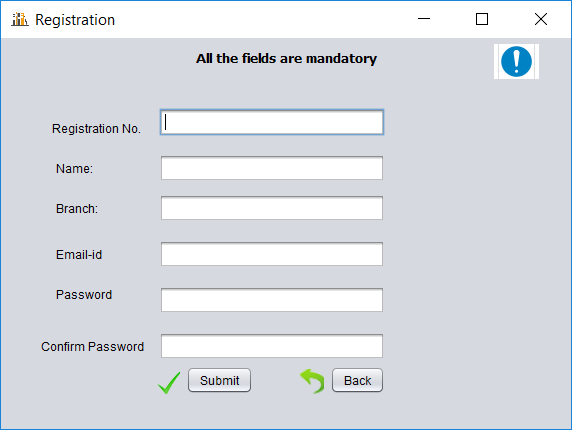 Registration
All the fields are mandatory
Registration No.
Name:
Branch:
Email-id
Password
Confirm Password
Submit Back